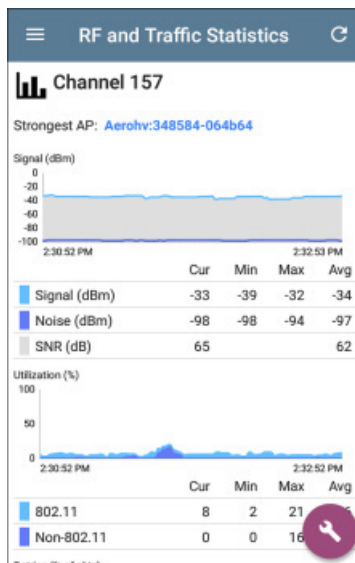 RF and Traffic Statistics
Channel 157
Strongest AP: Aerohv:348584-064b64
Signal (dBm)
0
-20
-40
-60
-80
-100
2:30:52 PM 2:32:53 PM
Cur Min Max Avg
Signal (dBm) -33 -39 -32 -34
Noise (dBm) -98 -98 -94 -97
SNR (dB) 65 62
Utilization (%)
100
50
0
2:30:52 PM 2:32:52 PM
Cur Min Max Avg
802.11 8 2 21
Non-802.11 0 0 16